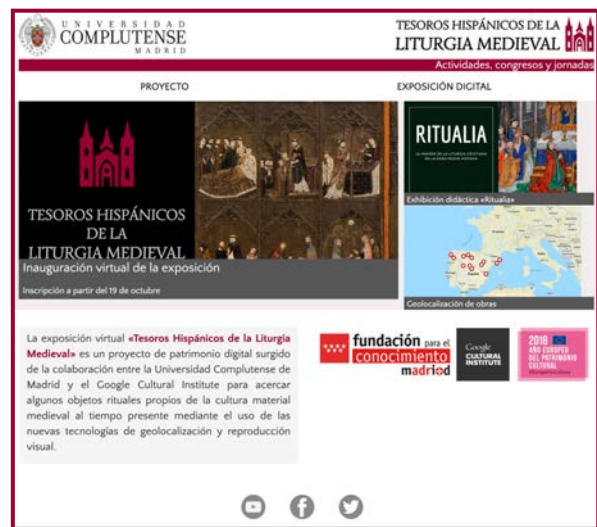 UNIVERSIDAD
COMPLUTENSE
MADRID
TESOROS HISPÁNICOS DE LA
LITURGIA MEDIEVAL
Actividades, congresos y jornadas
PROYECTO
EXPOSICIÓN DIGITAL
TESOROS HISPÁNICOS
DE LA
LITURGIA MEDIEVAL
Inauguración virtual de la exposición
Inscripción a partir del 19 de octubre
RITUALIA
Exhibición didáctica «Ritualia»
España
Geolocalización de obras
La exposición virtual «Tesoros Hispánicos de la Liturgia
Medieval» es un proyecto de patrimonio digital surgido
de la colaboración entre la Universidad Complutense de
Madrid y el Google Cultural Institute para acercar
algunos objetos rituales propios de la cultura material
medieval al tiempo presente mediante el uso de las
nuevas tecnologías de geolocalización y reproducción
visual.
fundación para el
conocimiento
madri+d
Google
CULTURAL
INSTITUTE
2018
AÑO EUROPEO
DEL PATRIMONIO
CULTURAL